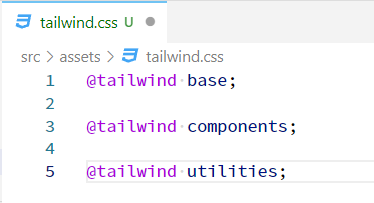 tailwind.css U
src > assets > tailwind.css
1 @tailwind base;
2
3 @tailwind components;
4
5 @tailwind utilities;